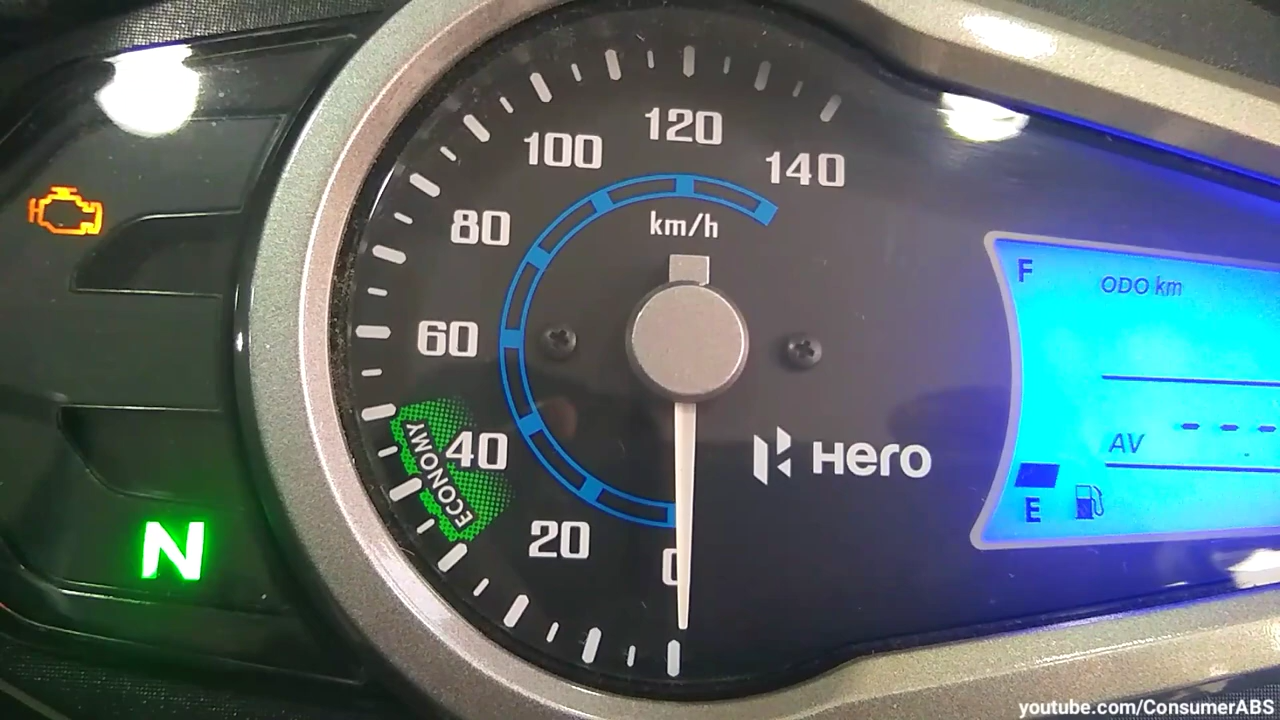 120
100
140
80
km/h
60
40
ECONOMY
20
0
Hero
F
ODO km
AV
- - -
E
N
youtube.com/ConsumerABS